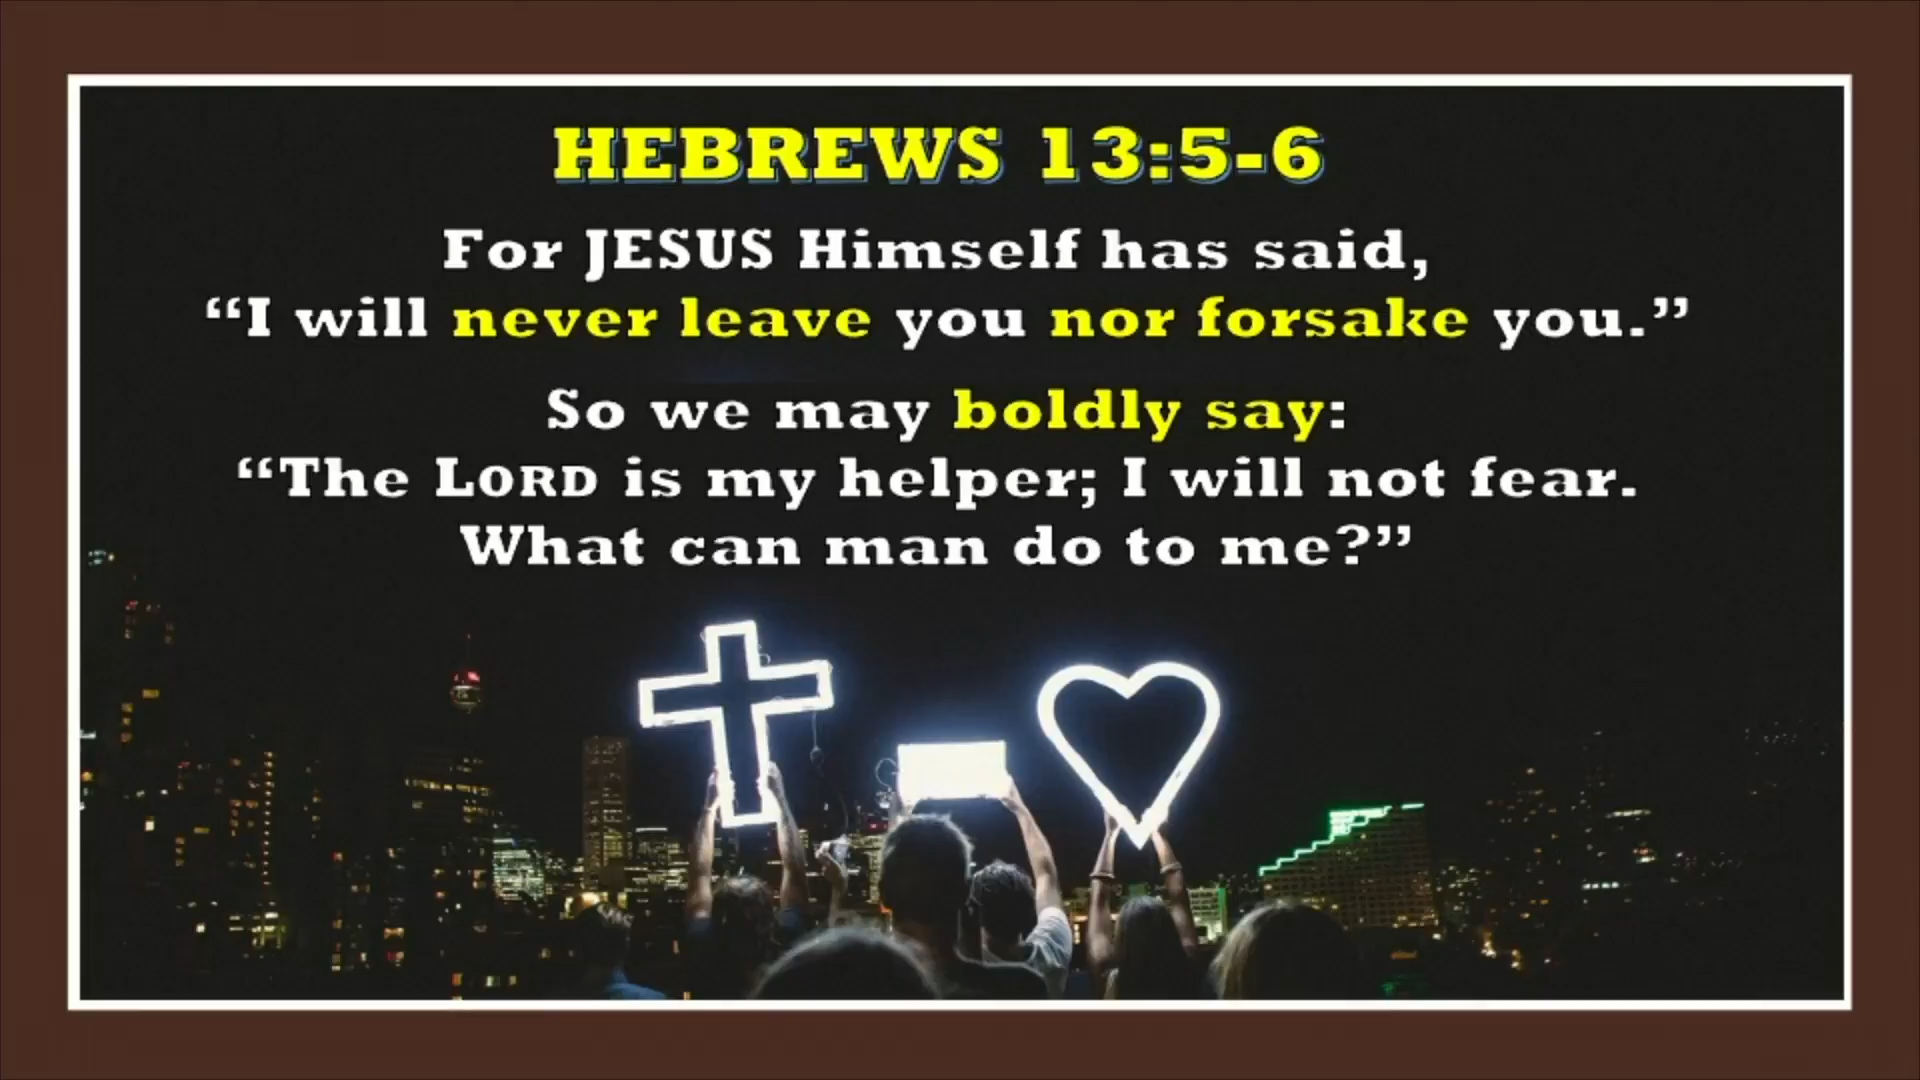 HEBREWS 13:5-6
For JESUS Himself has said,
“I will never leave you nor forsake you.”
So we may boldly say:
“The LORD is my helper; I will not fear.
What can man do to me?”